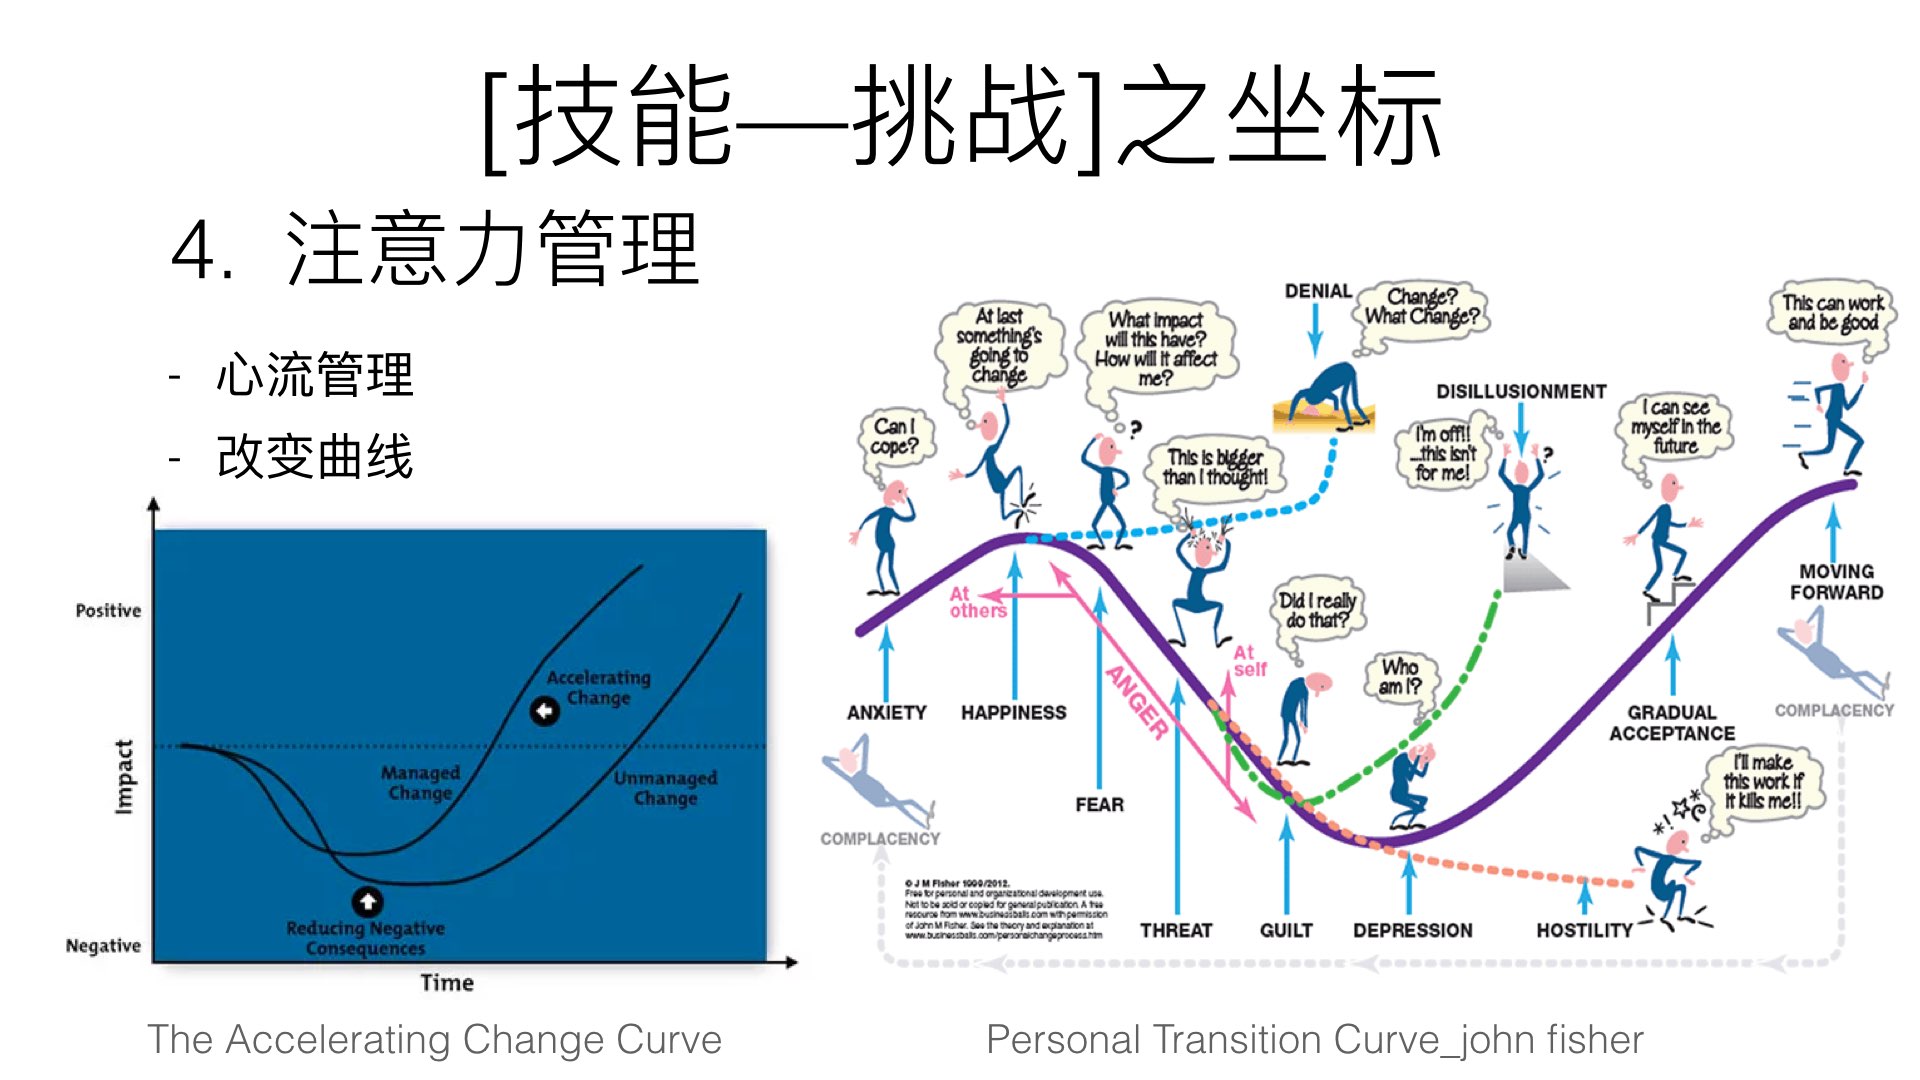 [技能—挑战]之坐标
4. 注意力管理
- 心流管理
- 改变曲线
Positive
Impact
Negative
Accelerating
Change
Managed
Change
Unmanaged
Change
Reducing Negative
Consequences
Time
The Accelerating Change Curve
Can I
cope?
At last
something's
going to
change
What impact
will this have?
How will it affect
me?
?
This is bigger
than I thought!
DENIAL
Change?
What Change?
DISILLUSIONMENT
I'm off!!
...this isn't
for me!
?
I can see
myself in the
future
This can work
and be good
At
others
ANGER
At
self
Did I really
do that?
Who
am I?
ANXIETY
HAPPINESS
FEAR
THREAT
GUILT
DEPRESSION
HOSTILITY
GRADUAL
ACCEPTANCE
MOVING
FORWARD
COMPLACENCY
COMPLACENCY
I'll make
this work if
it kills me!!
© J M Fisher 1999/2012.
Free for personal and organizational development use.
Not to be sold or copied for general publication. A free
resource from www.businessballs.com with permission
of John M Fisher. See the theory and explanation at
www.businessballs.com/personalchangeprocess.htm
Personal Transition Curve_john fisher